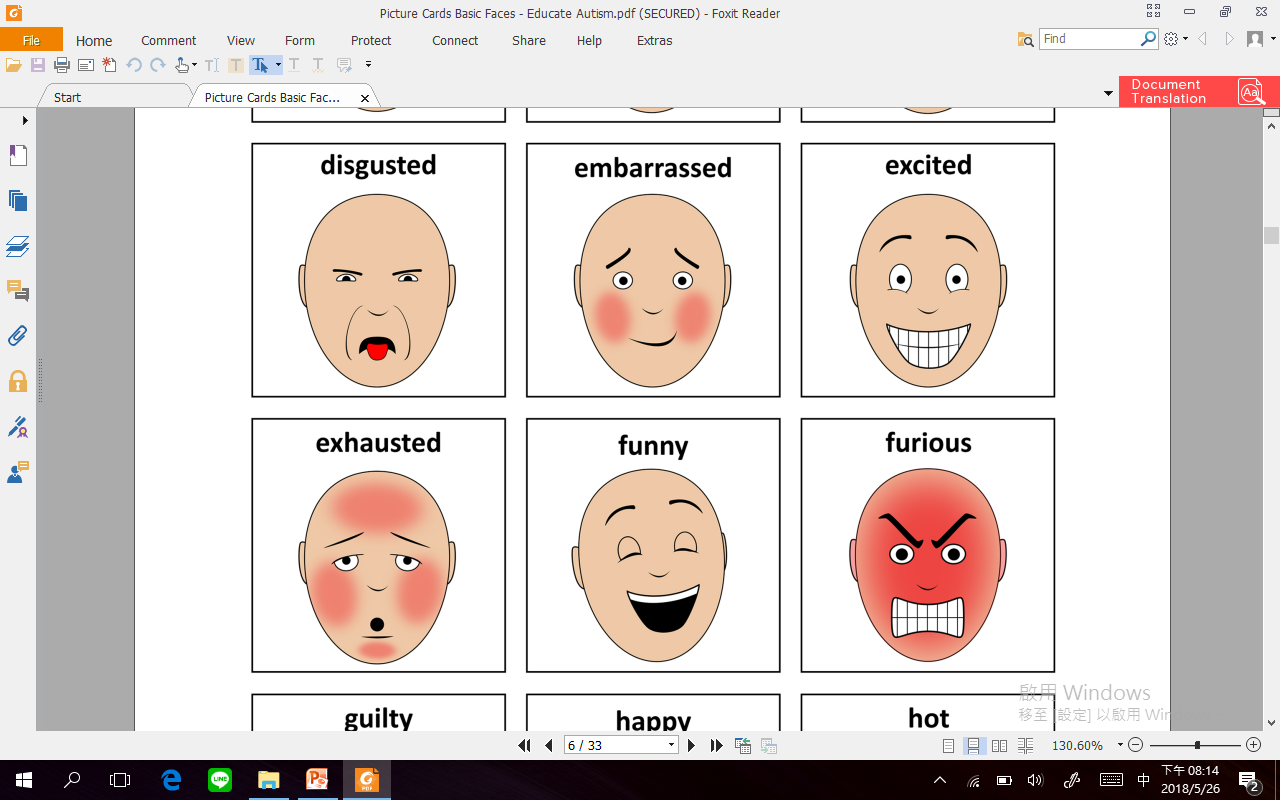 Picture Cards Basic Faces - Educate Autism.pdf (SECURED) - Foxit Reader
File Home Comment View Form Protect Connect Share Help Extras
Find
Start
Picture Cards Basic Fac...
Document
Translation
disgusted
embarrassed
excited
exhausted
funny
furious
guilty
happy
hot
啟用 Windows
移至 [設定] 以啟用 Windows
6 / 33
130.60%
LINE
中
下午 08:14
2018/5/26
2